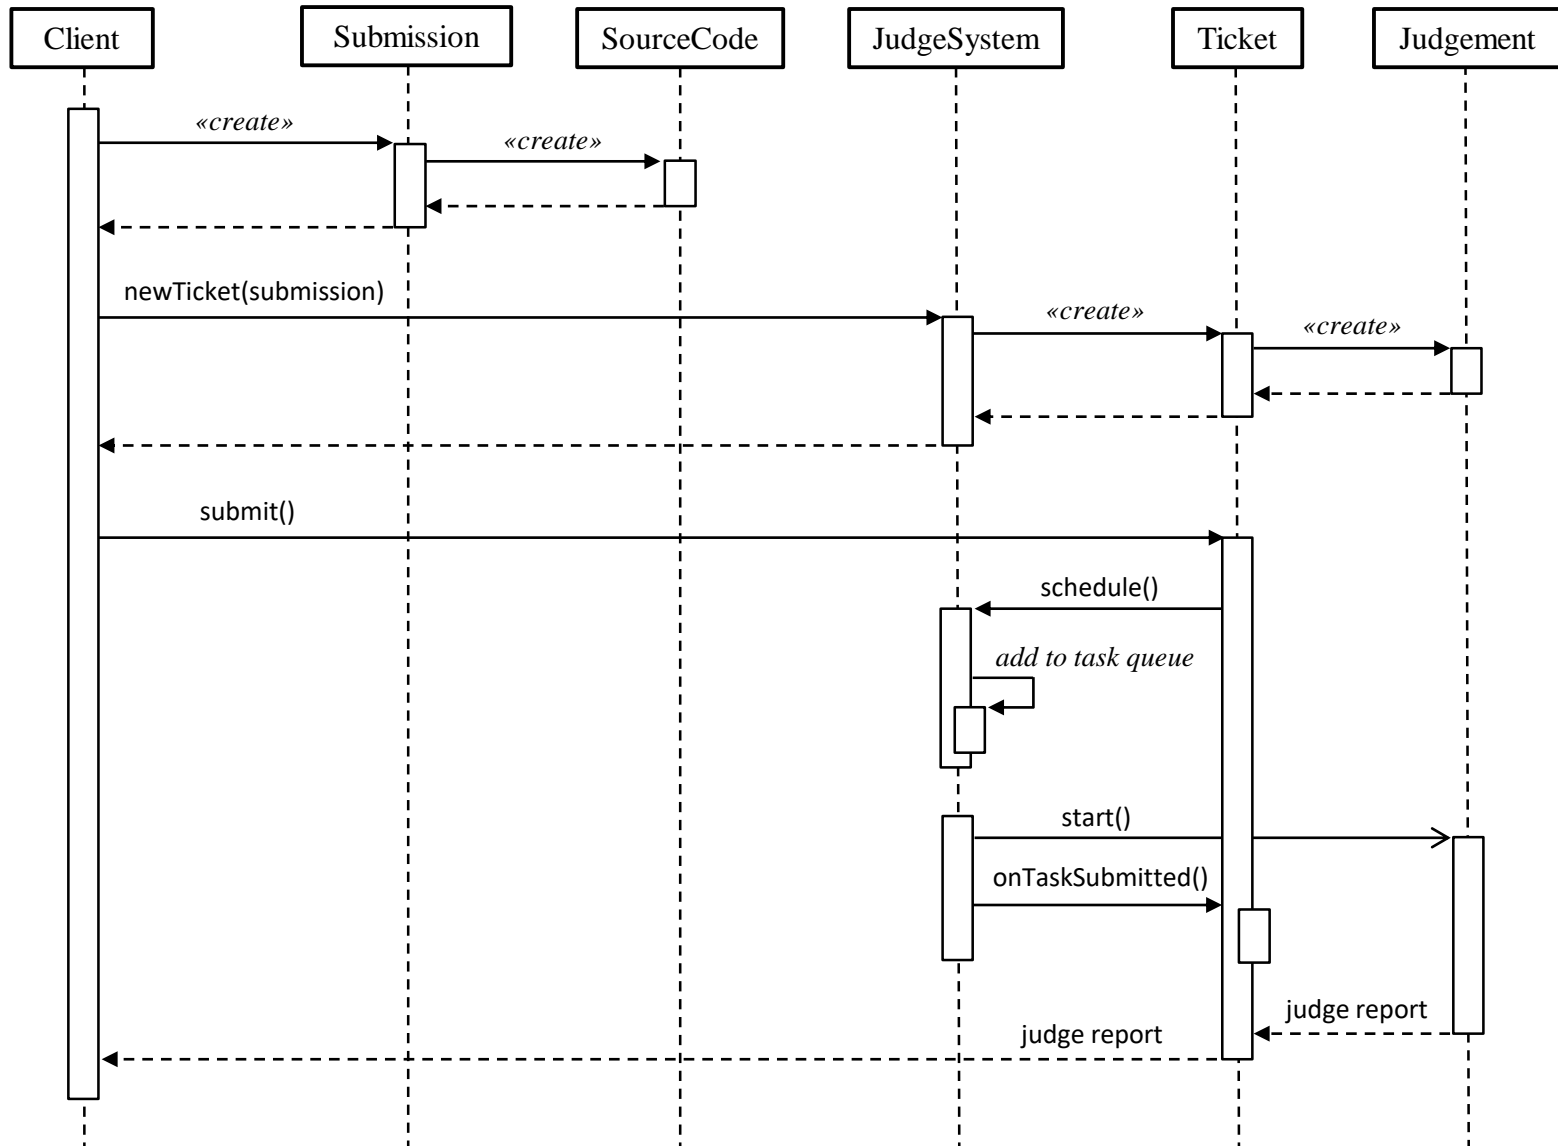 Client
Submission
SourceCode
JudgeSystem
Ticket
Judgement
«create»
«create»
newTicket(submission)
«create»
«create»
submit()
schedule()
add to task queue
start()
onTaskSubmitted()
judge report
judge report